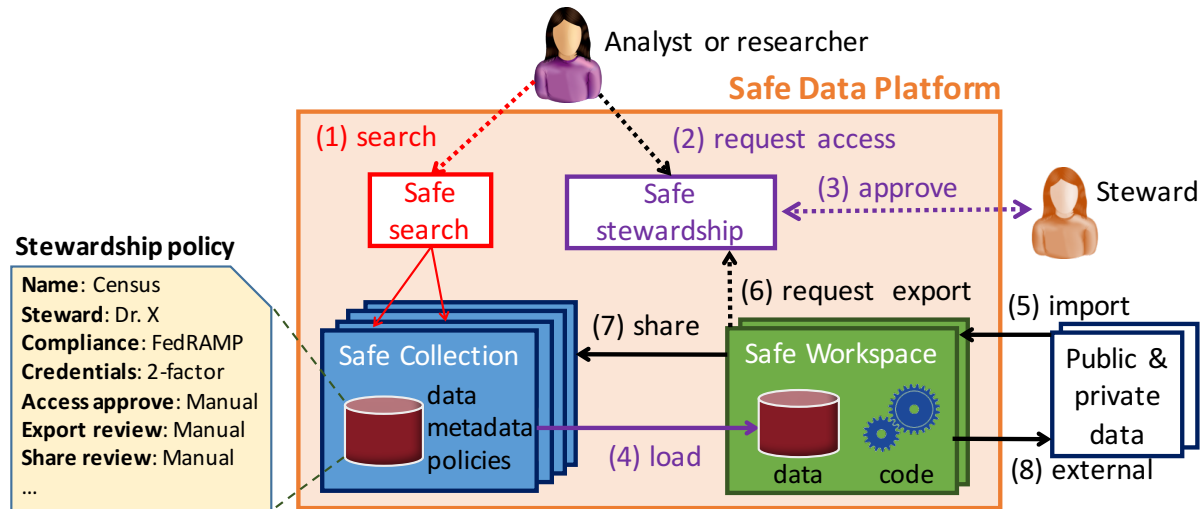 Analyst or researcher
Safe Data Platform
(1) search
(2) request access
Safe
search
Safe
stewardship
(3) approve
Steward
Stewardship policy
Name: Census
Steward: Dr. X
Compliance: FedRAMP
Credentials: 2-factor
Access approve: Manual
Export review: Manual
Share review: Manual
...
(6) request export
(7) share
(5) import
Safe Collection
data
metadata
policies
(4) load
Safe Workspace
data
code
Public &
private
data
(8) external